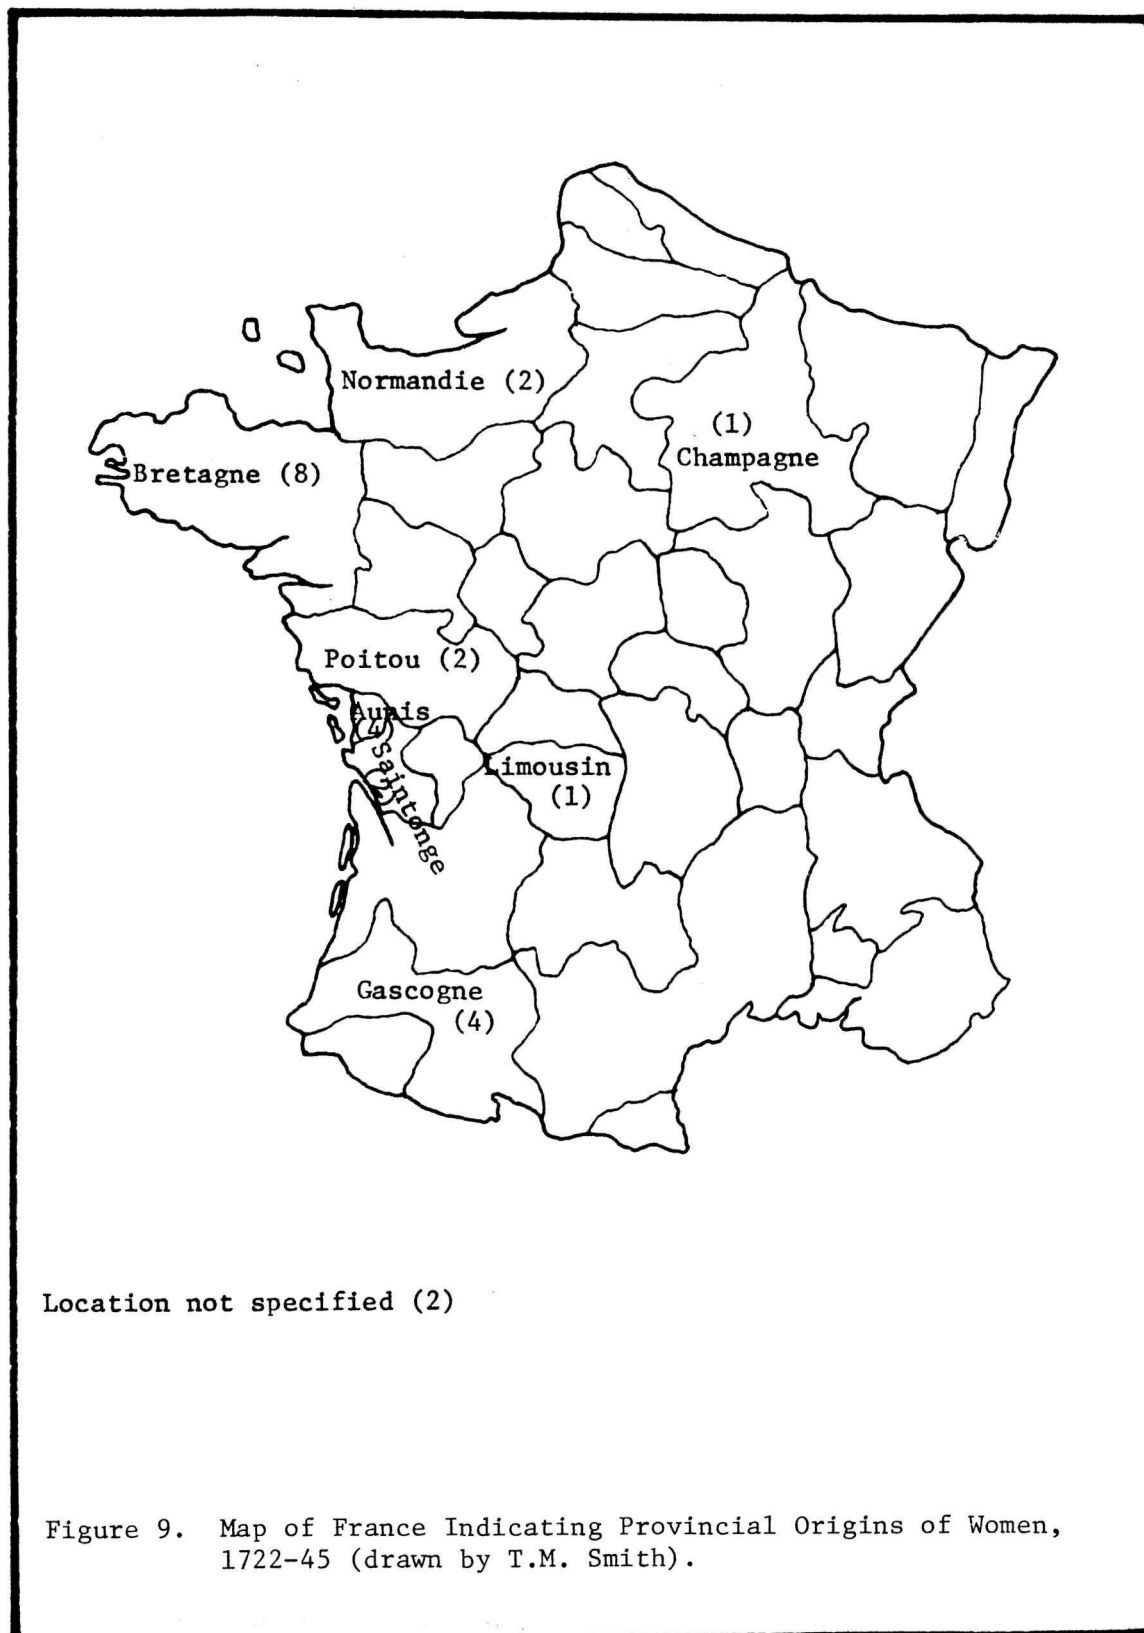 Normandie (2)
(1)
Champagne
Bretagne (8)
Poitou (2)
Aunis
(4)
Saintonge
(2)
Limousin
(1)
Gascogne
(4)
Location not specified (2)
Figure 9. Map of France Indicating Provincial Origins of Women,
1722-45 (drawn by T.M. Smith).